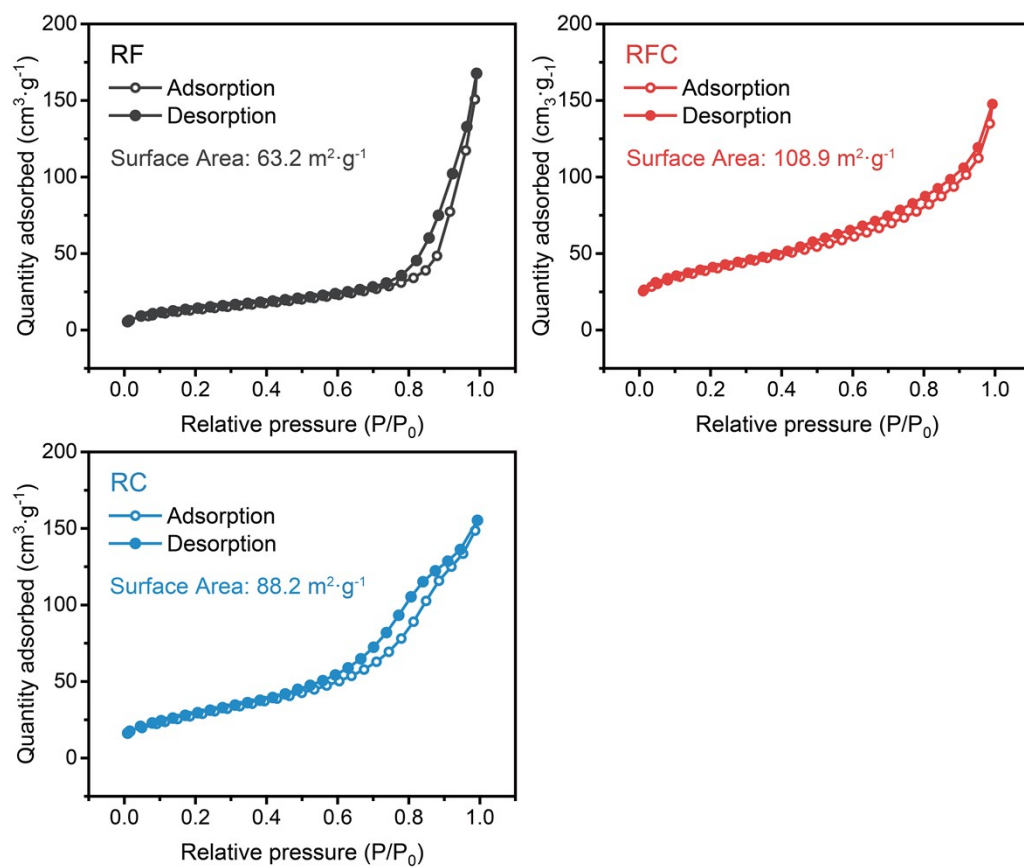 RF
Adsorption
Desorption
Surface Area: 63.2 m²·g⁻¹
Quantity adsorbed (cm³·g⁻¹)
200
150
100
50
0
0.0 0.2 0.4 0.6 0.8 1.0
Relative pressure (P/P₀)
RFC
Adsorption
Desorption
Surface Area: 108.9 m²·g⁻¹
Quantity adsorbed (cm₃·g₋₁)
200
150
100
50
0
0.0 0.2 0.4 0.6 0.8 1.0
Relative pressure (P/P₀)
RC
Adsorption
Desorption
Surface Area: 88.2 m²·g⁻¹
Quantity adsorbed (cm³·g⁻¹)
200
150
100
50
0
0.0 0.2 0.4 0.6 0.8 1.0
Relative pressure (P/P₀)